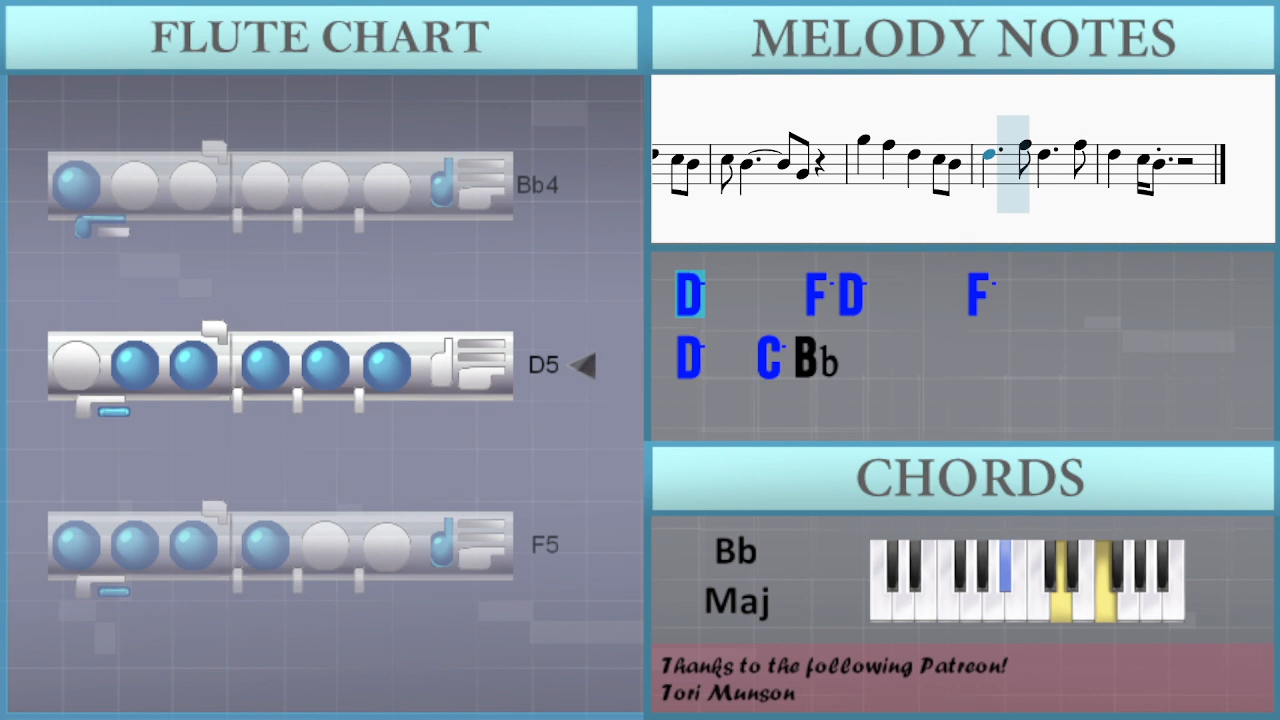 FLUTE CHART
Bb4
D5
F5
MELODY NOTES
D F D F
D C Bb
CHORDS
Bb
Maj
Thanks to the following Patreon!
Tori Munson